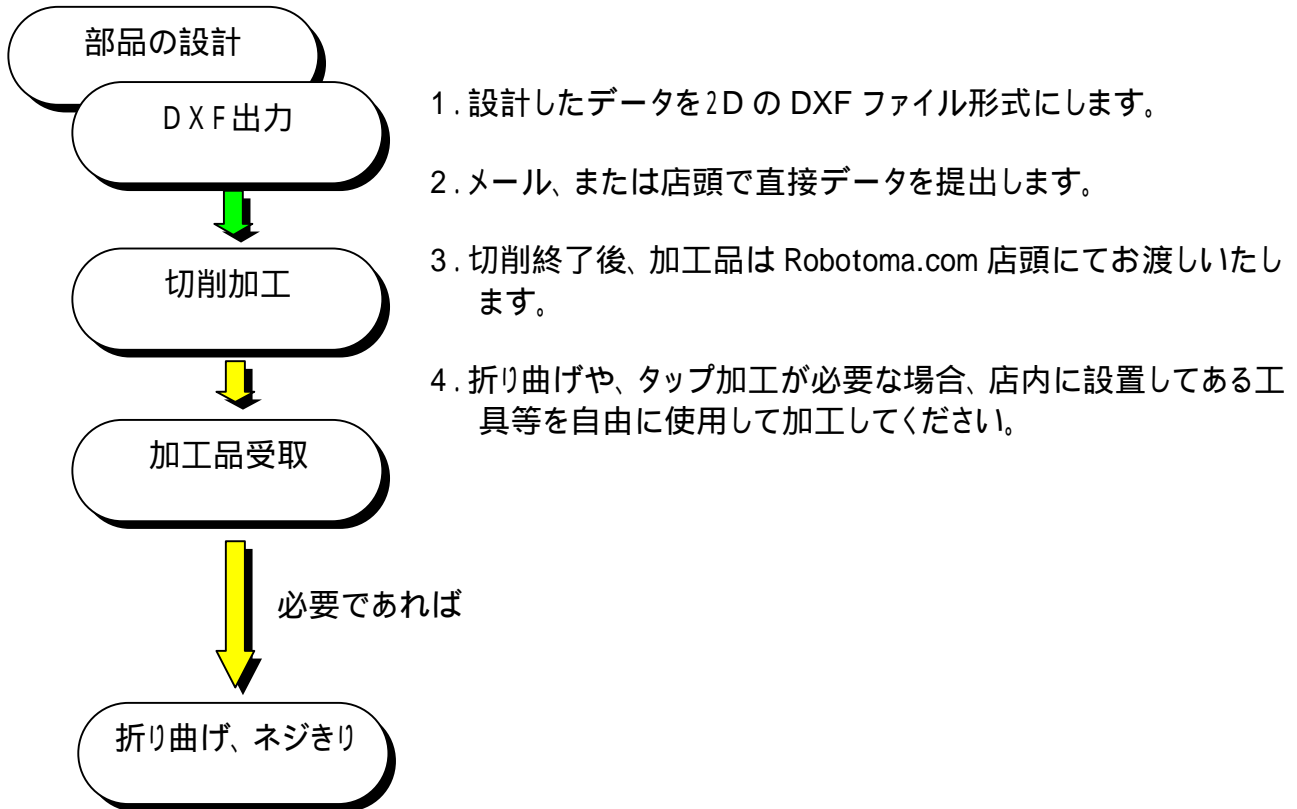 部品の設計
DXF出力
1.設計したデータを2D の DXF ファイル形式にします。
2.メール、または店頭で直接データを提出します。
切削加工
3.切削終了後、加工品は Robotoma.com 店頭にてお渡しいたし
ます。
4.折り曲げや、タップ加工が必要な場合、店内に設置してある工
具等を自由に使用して加工してください。
加工品受取
必要であれば
折り曲げ、ネジきり